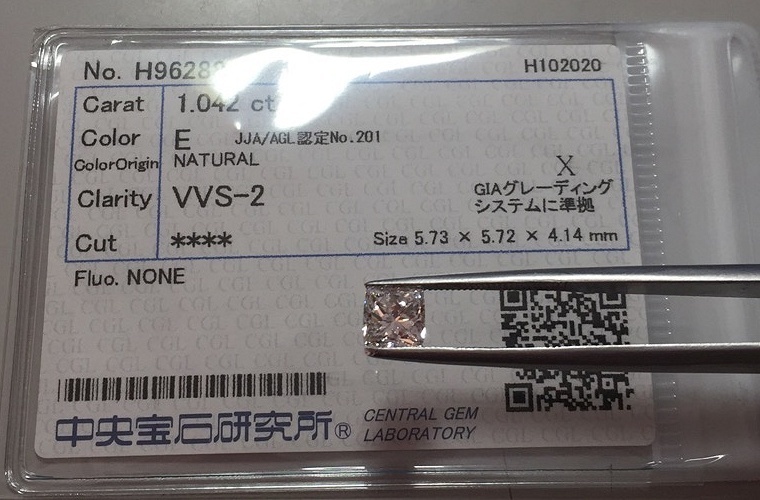 No. H9628
H102020
Carat 1.042 ct
Color E JJA/AGL認定No.201
ColorOrigin NATURAL
X
Clarity VVS-2
GIAグレーディング
システムに準拠
Cut ****
Size 5.73 × 5.72 × 4.14 mm
Fluo. NONE
中央宝石研究所®
CENTRAL GEM
LABORATORY